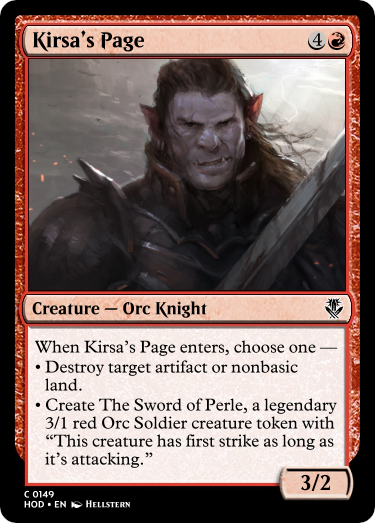 Kirsa's Page 4
Creature — Orc Knight
When Kirsa's Page enters, choose one —
• Destroy target artifact or nonbasic
land.
• Create The Sword of Perle, a legendary
3/1 red Orc Soldier creature token with
“This creature has first strike as long as
it's attacking.”
3/2
C 0149
HOD • EN Hellstern